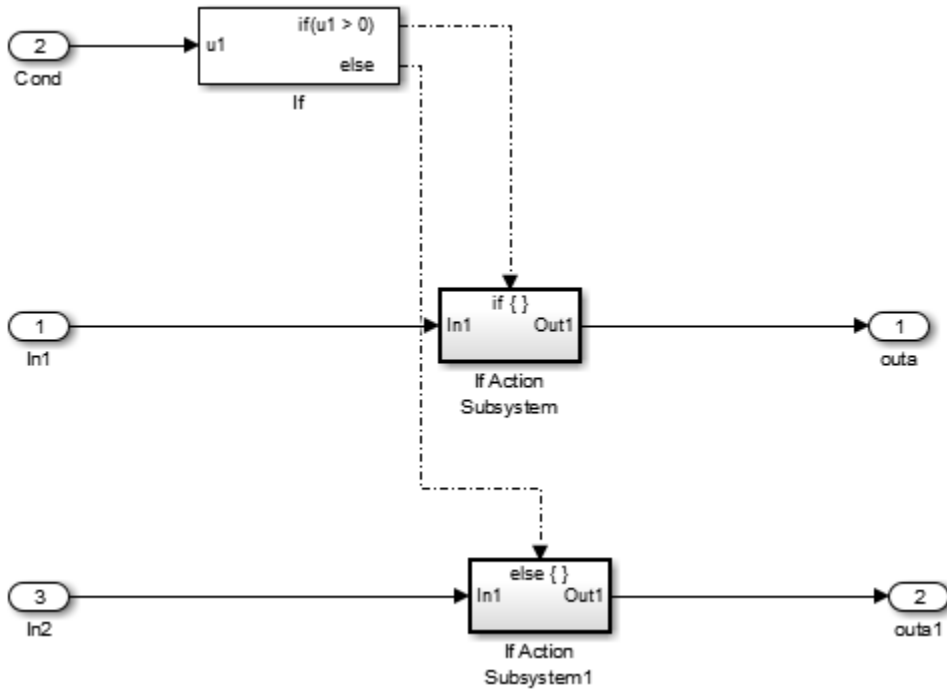 2
Cond
u1
if(u1 > 0)
else
If
1
In1
if { }
In1
Out1
If Action
Subsystem
1
outa
3
In2
else { }
In1
Out1
If Action
Subsystem1
2
outa1